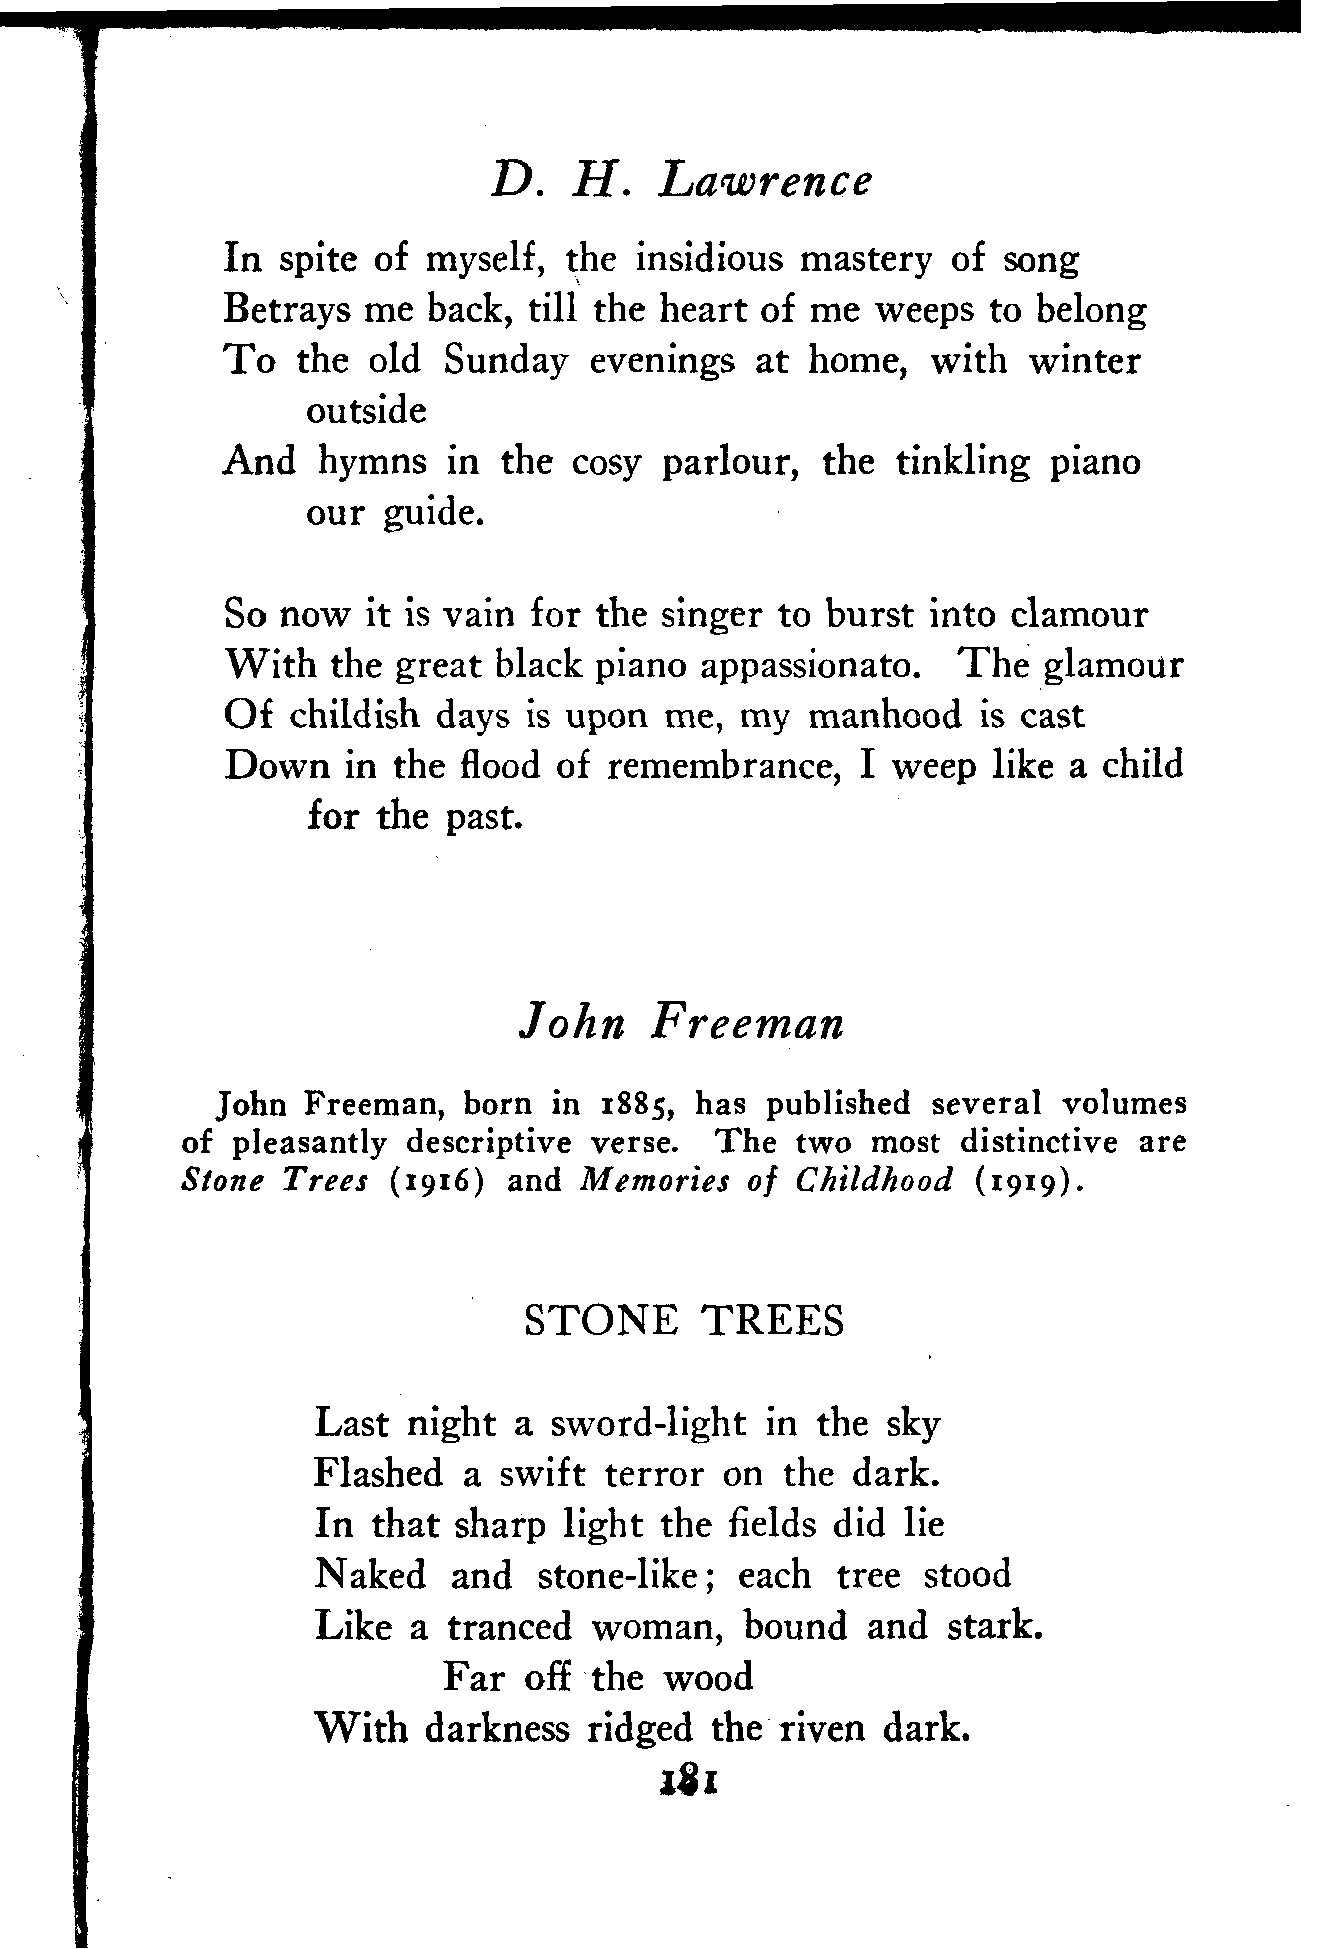 D. H. Lawrence
In spite of myself, the insidious mastery of song
Betrays me back, till the heart of me weeps to belong
To the old Sunday evenings at home, with winter
outside
And hymns in the cosy parlour, the tinkling piano
our guide.
So now it is vain for the singer to burst into clamour
With the great black piano appassionato. The glamour
Of childish days is upon me, my manhood is cast
Down in the flood of remembrance, I weep like a child
for the past.
John Freeman
John Freeman, born in 1885, has published several volumes
of pleasantly descriptive verse. The two most distinctive are
Stone Trees (1916) and Memories of Childhood (1919).
STONE TREES
Last night a sword-light in the sky
Flashed a swift terror on the dark.
In that sharp light the fields did lie
Naked and stone-like; each tree stood
Like a tranced woman, bound and stark.
Far off the wood
With darkness ridged the riven dark.
181